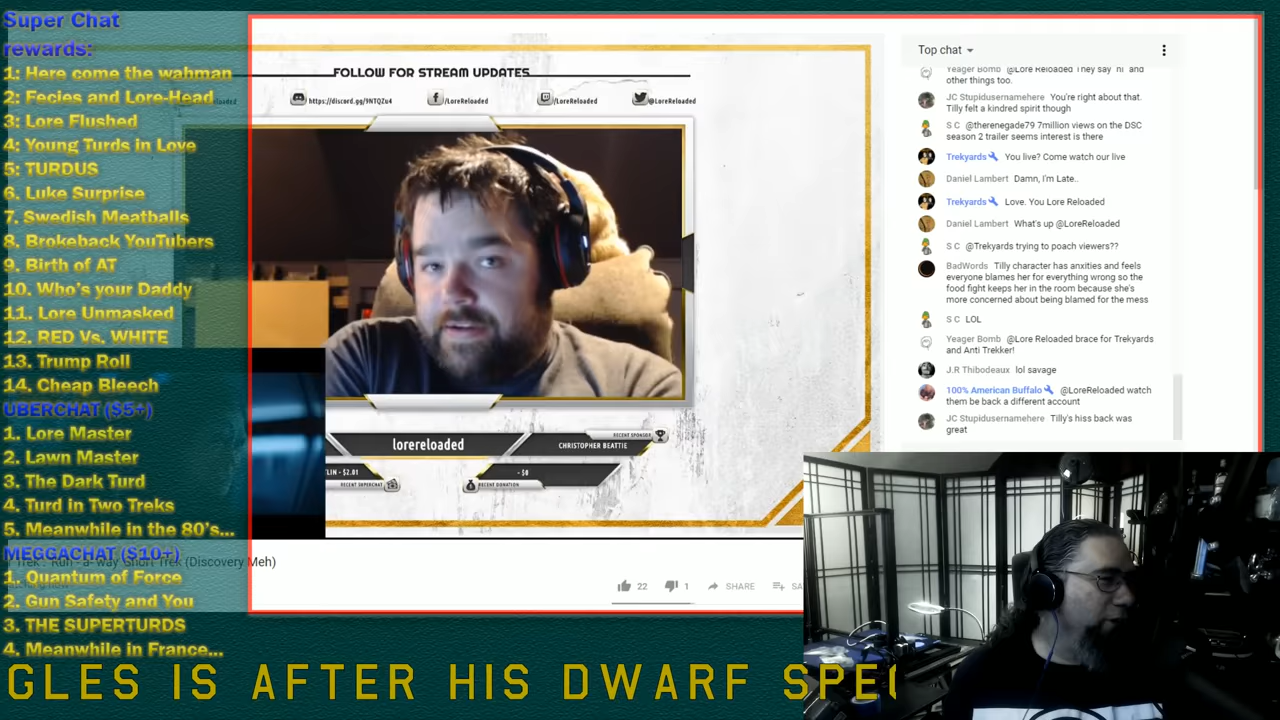 Super Chat
rewards:
1: Here come the wahman
2: Fecies and Lore-Head
3: Lore Flushed
4: Young Turds in Love
5: TURDUS
6. Luke Surprise
7. Swedish Meatballs
8. Brokeback YouTubers
9. Birth of AT
10. Who's your Daddy
11. Lore Unmasked
12. RED Vs. WHITE
13. Trump Roll
14. Cheap Bleech
UBERCHAT ($5+)
1. Lore Master
2. Lawn Master
3. The Dark Turd
4. Turd in Two Treks
5. Meanwhile in the 80's...
MEGGACHAT ($10+)
1. Quantum of Force
2. Gun Safety and You
3. THE SUPERTURDS
4. Meanwhile in France...
FOLLOW FOR STREAM UPDATES
https://discord.gg/9NTQZu4
/LoreReloaded
/LoreReloaded
@LoreReloaded
lorereloaded
RECENT SPONSOR
CHRISTOPHER BEATTIE
LIN - $2.01
RECENT SUPERCHAT
- $0
RECENT DONATION
Trek: Run - a-way Short Trek (Discovery Meh)
22
1
SHARE
SA
Top chat
Yeager Bomb @Lore Reloaded They say "hi" and
other things too.
JC Stupidusernamehere You're right about that.
Tilly felt a kindred spirit though
S C @therenegade79 7million views on the DSC
season 2 trailer seems interest is there
Trekyards You live? Come watch our live
Daniel Lambert Damn, I'm Late..
Trekyards Love. You Lore Reloaded
Daniel Lambert What's up @LoreReloaded
S C @Trekyards trying to poach viewers??
BadWords Tilly character has anxities and feels
everyone blames her for everything wrong so the
food fight keeps her in the room because she's
more concerned about being blamed for the mess
S C LOL
Yeager Bomb @Lore Reloaded brace for Trekyards
and Anti Trekker!
J.R Thibodeaux lol savage
100% American Buffalo @LoreReloaded watch
them be back a different account
JC Stupidusernamehere Tilly's hiss back was
great
GLES IS AFTER HIS DWARF SPE